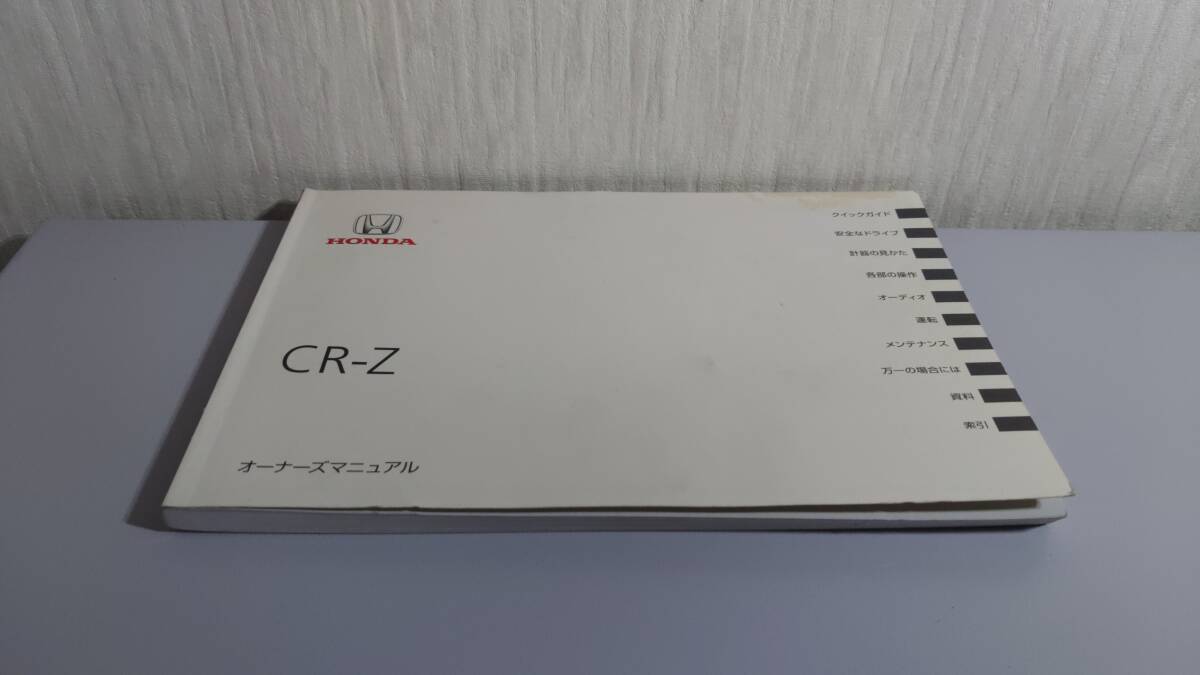 HONDA
CR-Z
オーナーズマニュアル
クイックガイド
安全なドライブ
計器の見かた
各部の操作
オーディオ
運転
メンテナンス
万一の場合には
資料
索引